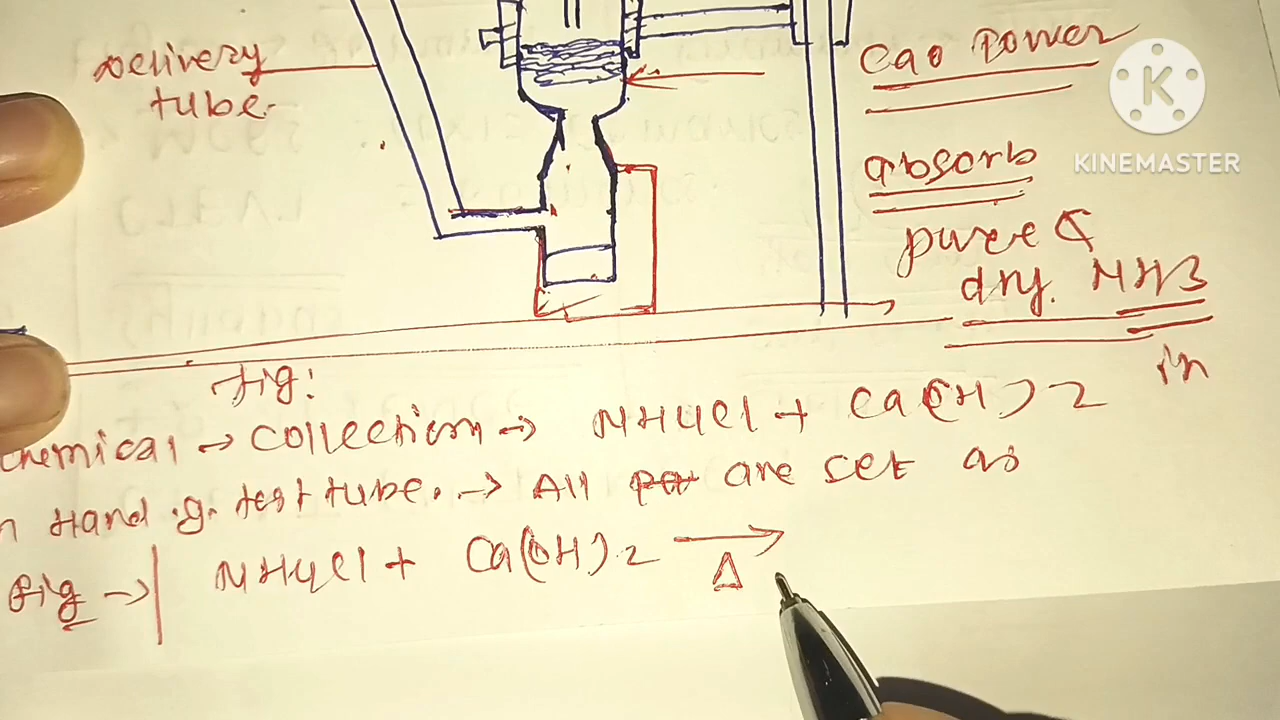 Delivery
tube.
Cao Power
K
KINEMASTER
absorb
pure &
dry. NH3
in
fig:
chemical → collection → NH4Cl + Ca(OH)2
n Hand .g. test tube. → All are set as
fig → | NH4Cl + Ca(OH)2 →
Δ